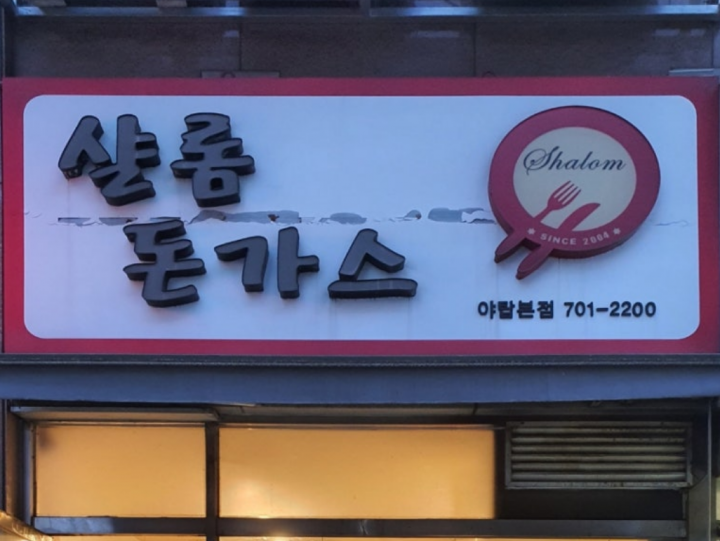 샬롬
돈가스
Shalom
SINCE 2004
야탑본점 701-2200